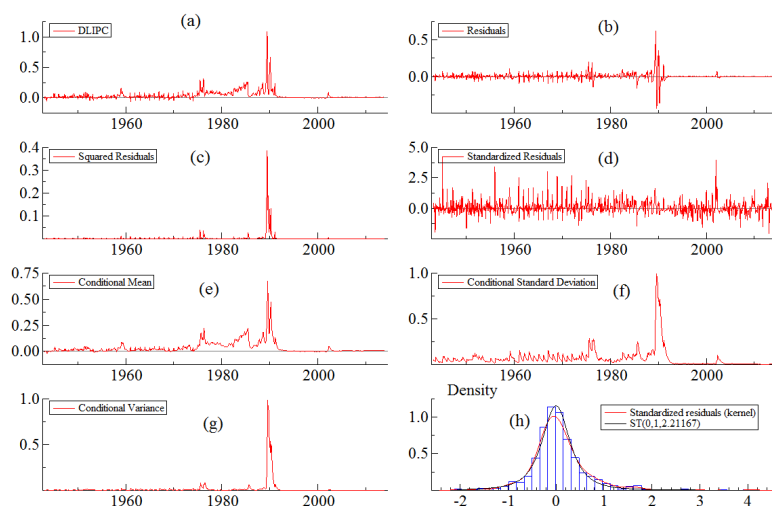 (a)
DLIPC
1.0
0.5
0.0
1960 1980 2000
(b)
Residuals
0.5
0.0
1960 1980 2000
(c)
Squared Residuals
0.4
0.3
0.2
0.1
1960 1980 2000
(d)
Standardized Residuals
5.0
2.5
0.0
1960 1980 2000
(e)
Conditional Mean
0.75
0.50
0.25
0.00
1960 1980 2000
(f)
Conditional Standard Deviation
1.0
0.5
1960 1980 2000
(g)
Conditional Variance
1.0
0.5
1960 1980 2000
Density
(h)
Standardized residuals (kernel)
ST(0,1,2.21167)
1.0
0.5
-2 -1 0 1 2 3 4